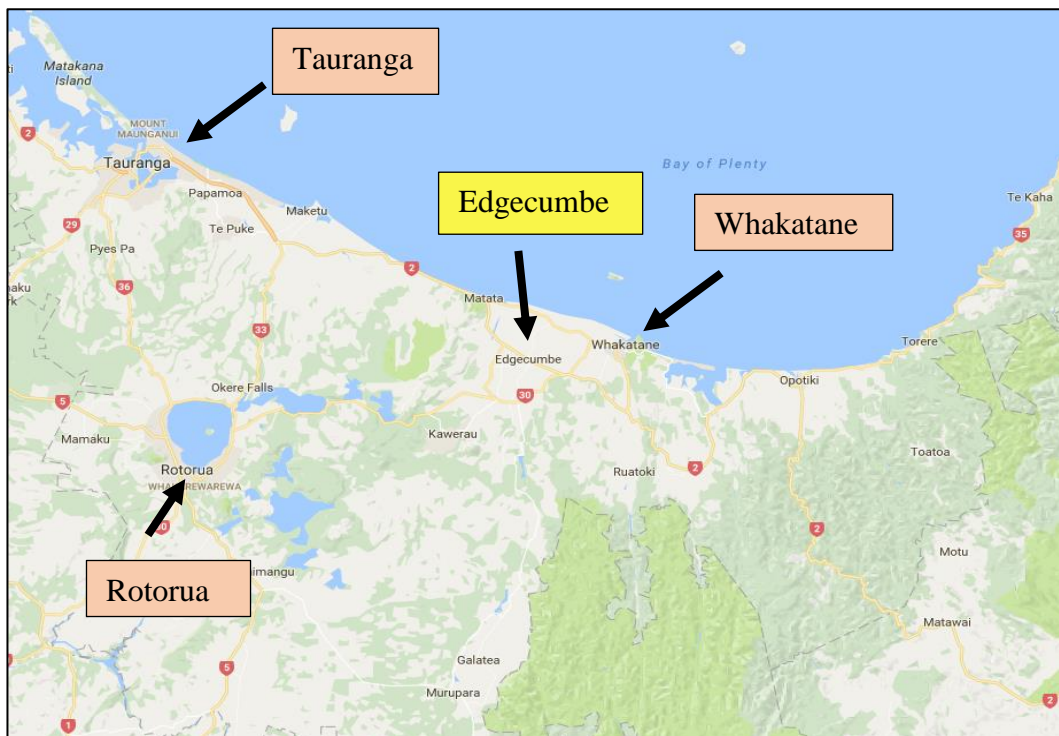 Tauranga
Matakana
Island
MOUNT
MAUNGANUI
2
Tauranga
Bay of Plenty
Edgecumbe
Whakatane
Te Kaha
Papamoa
Maketu
Te Puke
29
35
Pyes Pa
2
36
Matata
33
Whakatane
Torere
Edgecumbe
Opotiki
Okere Falls
30
5
Mamaku
Kawerau
Toatoa
Rotorua
Ruatoki
2
2
Motu
Rotorua
Matawai
Galatea
5
Murupara
2
1